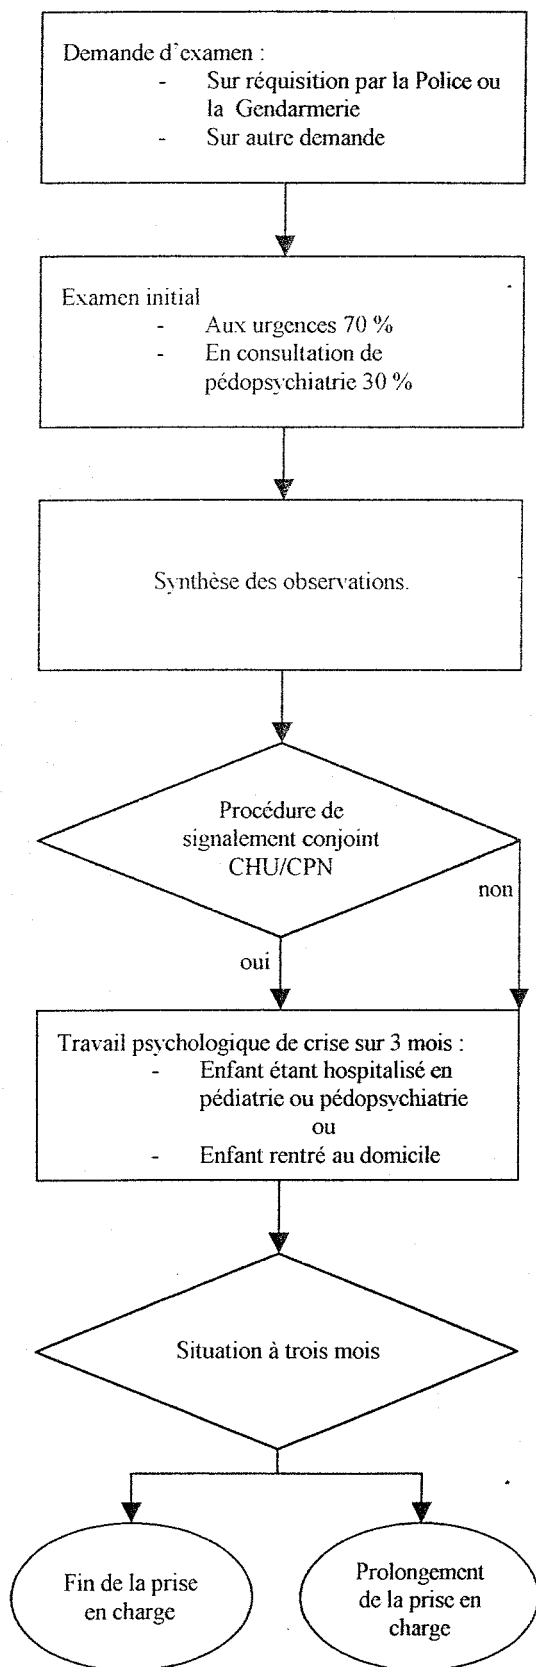 Demande d'examen :
- Sur réquisition par la Police ou
la Gendarmerie
- Sur autre demande
Examen initial
- Aux urgences 70 %
- En consultation de
pédopsychiatrie 30 %
Synthèse des observations.
Procédure de
signalement conjoint
CHU/CPN
non
oui
Travail psychologique de crise sur 3 mois :
- Enfant étant hospitalisé en
pédiatrie ou pédopsychiatrie
ou
- Enfant rentré au domicile
Situation à trois mois
Fin de la prise
en charge
Prolongement
de la prise en
charge